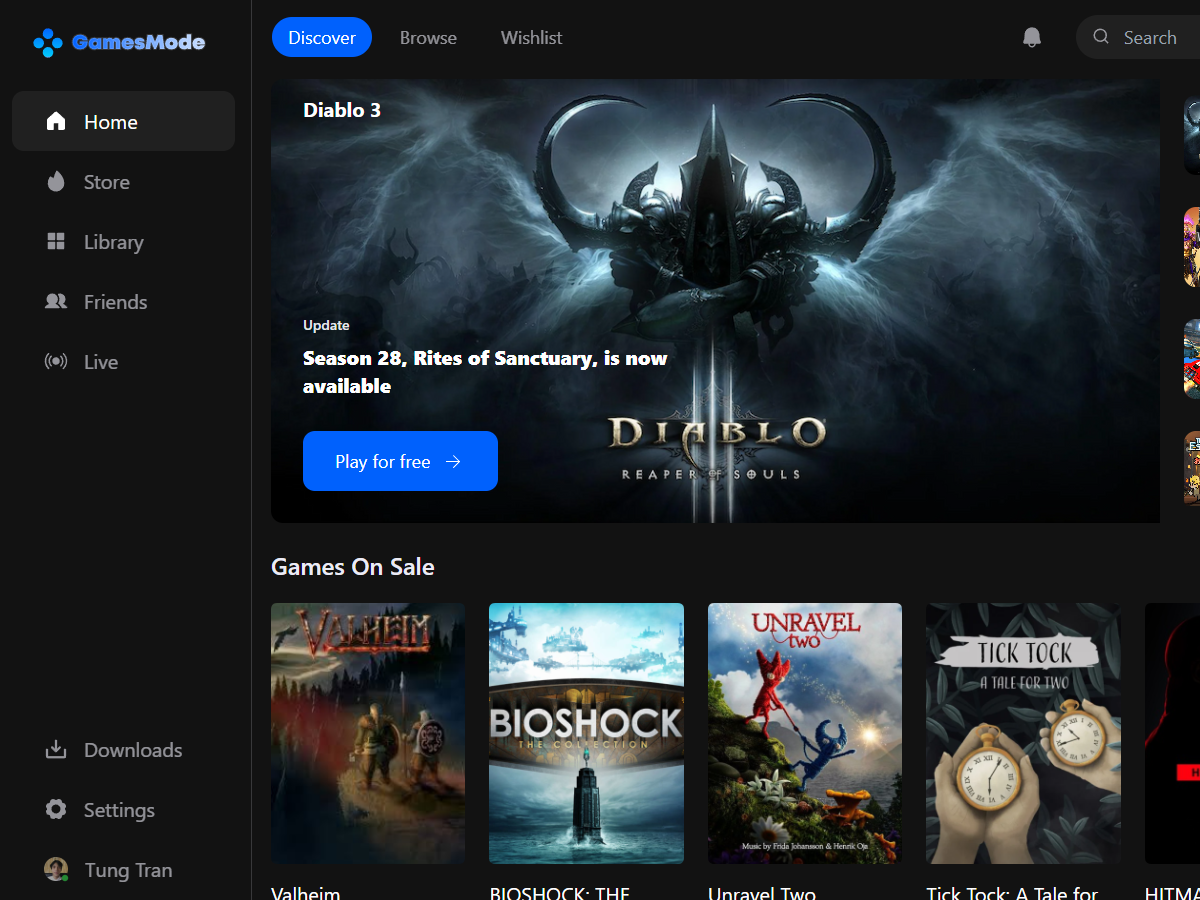 GamesMode
Home
Store
Library
Friends
Live
Downloads
Settings
Tung Tran
Discover
Browse
Wishlist
Search
Diablo 3
Update
Season 28, Rites of Sanctuary, is now
available
Play for free
DIABLO
III
REAPER OF SOULS
Games On Sale
VALHEIM
Valheim
BIOSHOCK
THE COLLECTION
BIOSHOCK: THE
UNRAVEL
two
Music by Frida Johansson & Henrik Oja
Unravel Two
TICK TOCK
A TALE FOR TWO
Tick Tock: A Tale for
H
HITMA